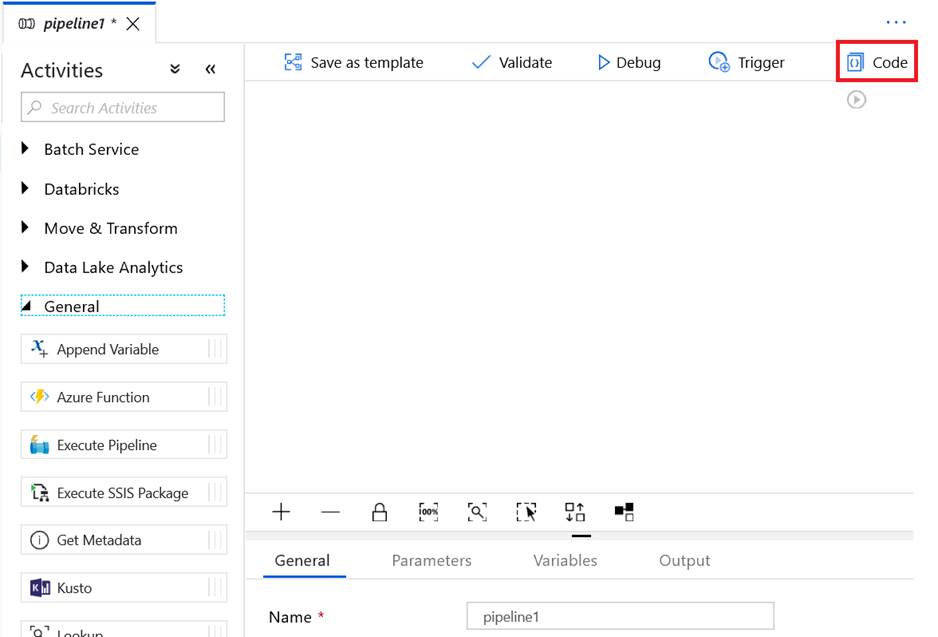 pipeline1 *
Activities
Search Activities
Batch Service
Databricks
Move & Transform
Data Lake Analytics
General
Append Variable
Azure Function
Execute Pipeline
Execute SSIS Package
Get Metadata
Kusto
Lookup
Save as template
Validate
Debug
Trigger
Code
100%
General
Parameters
Variables
Output
Name *
pipeline1